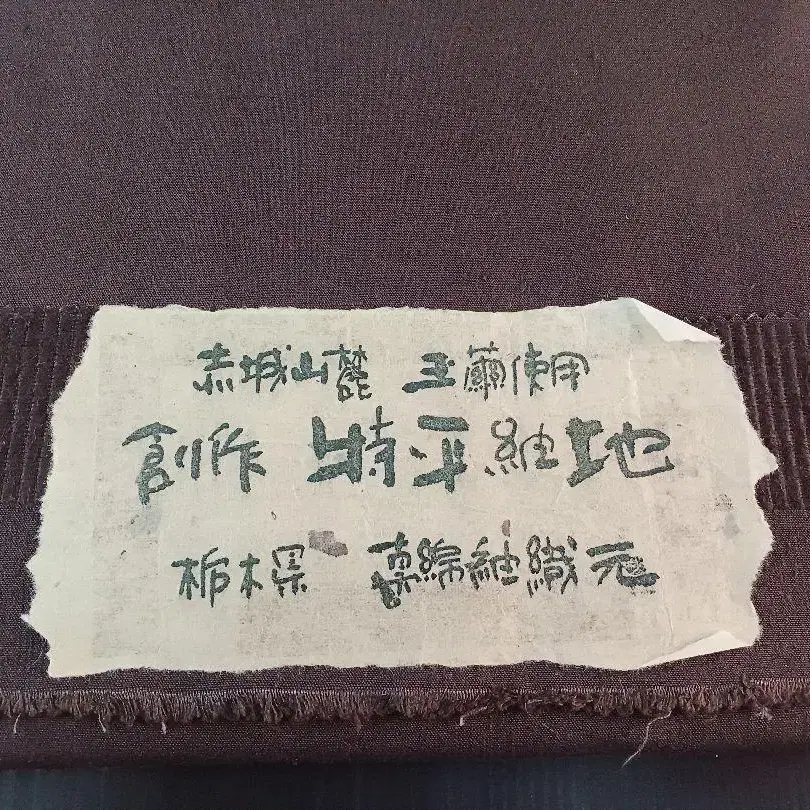 赤城山麓 玉繭使用
創作 特平紬地
栃木県 真綿紬織元